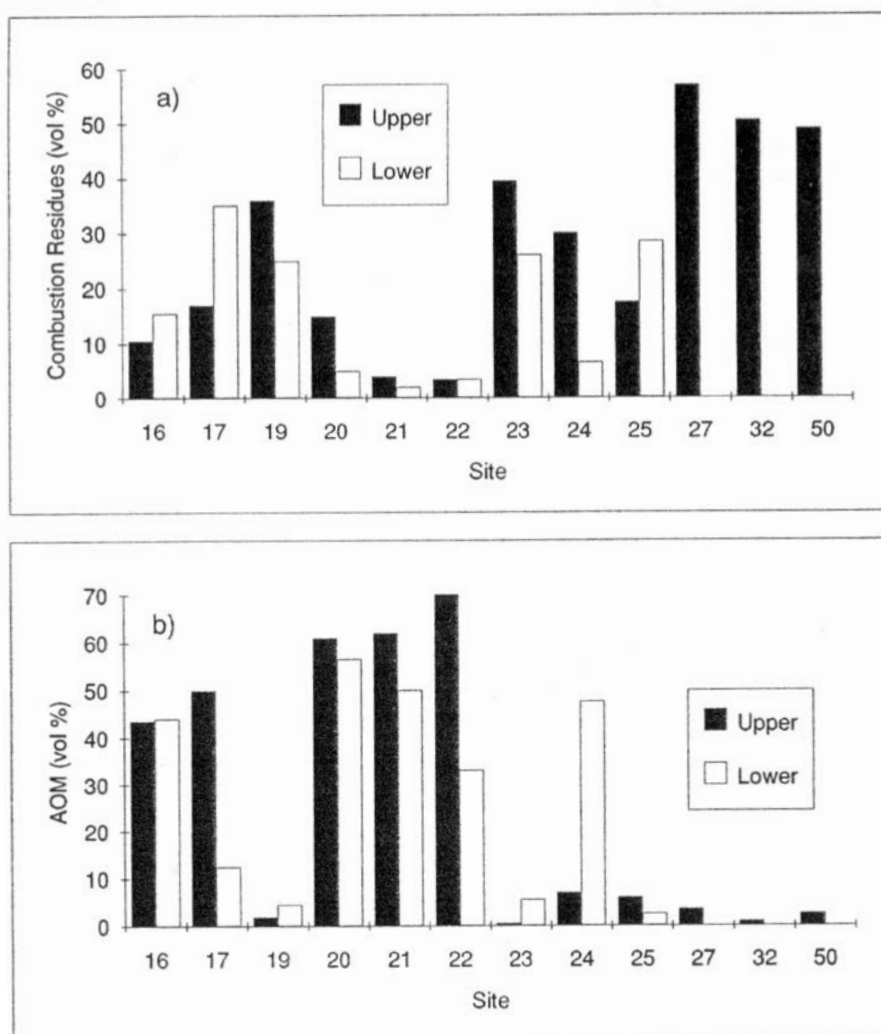 a)
Combustion Residues (vol %)
60
50
40
30
20
10
0
Upper
Lower
16 17 19 20 21 22 23 24 25 27 32 50
Site
b)
AOM (vol %)
70
60
50
40
30
20
10
0
Upper
Lower
16 17 19 20 21 22 23 24 25 27 32 50
Site